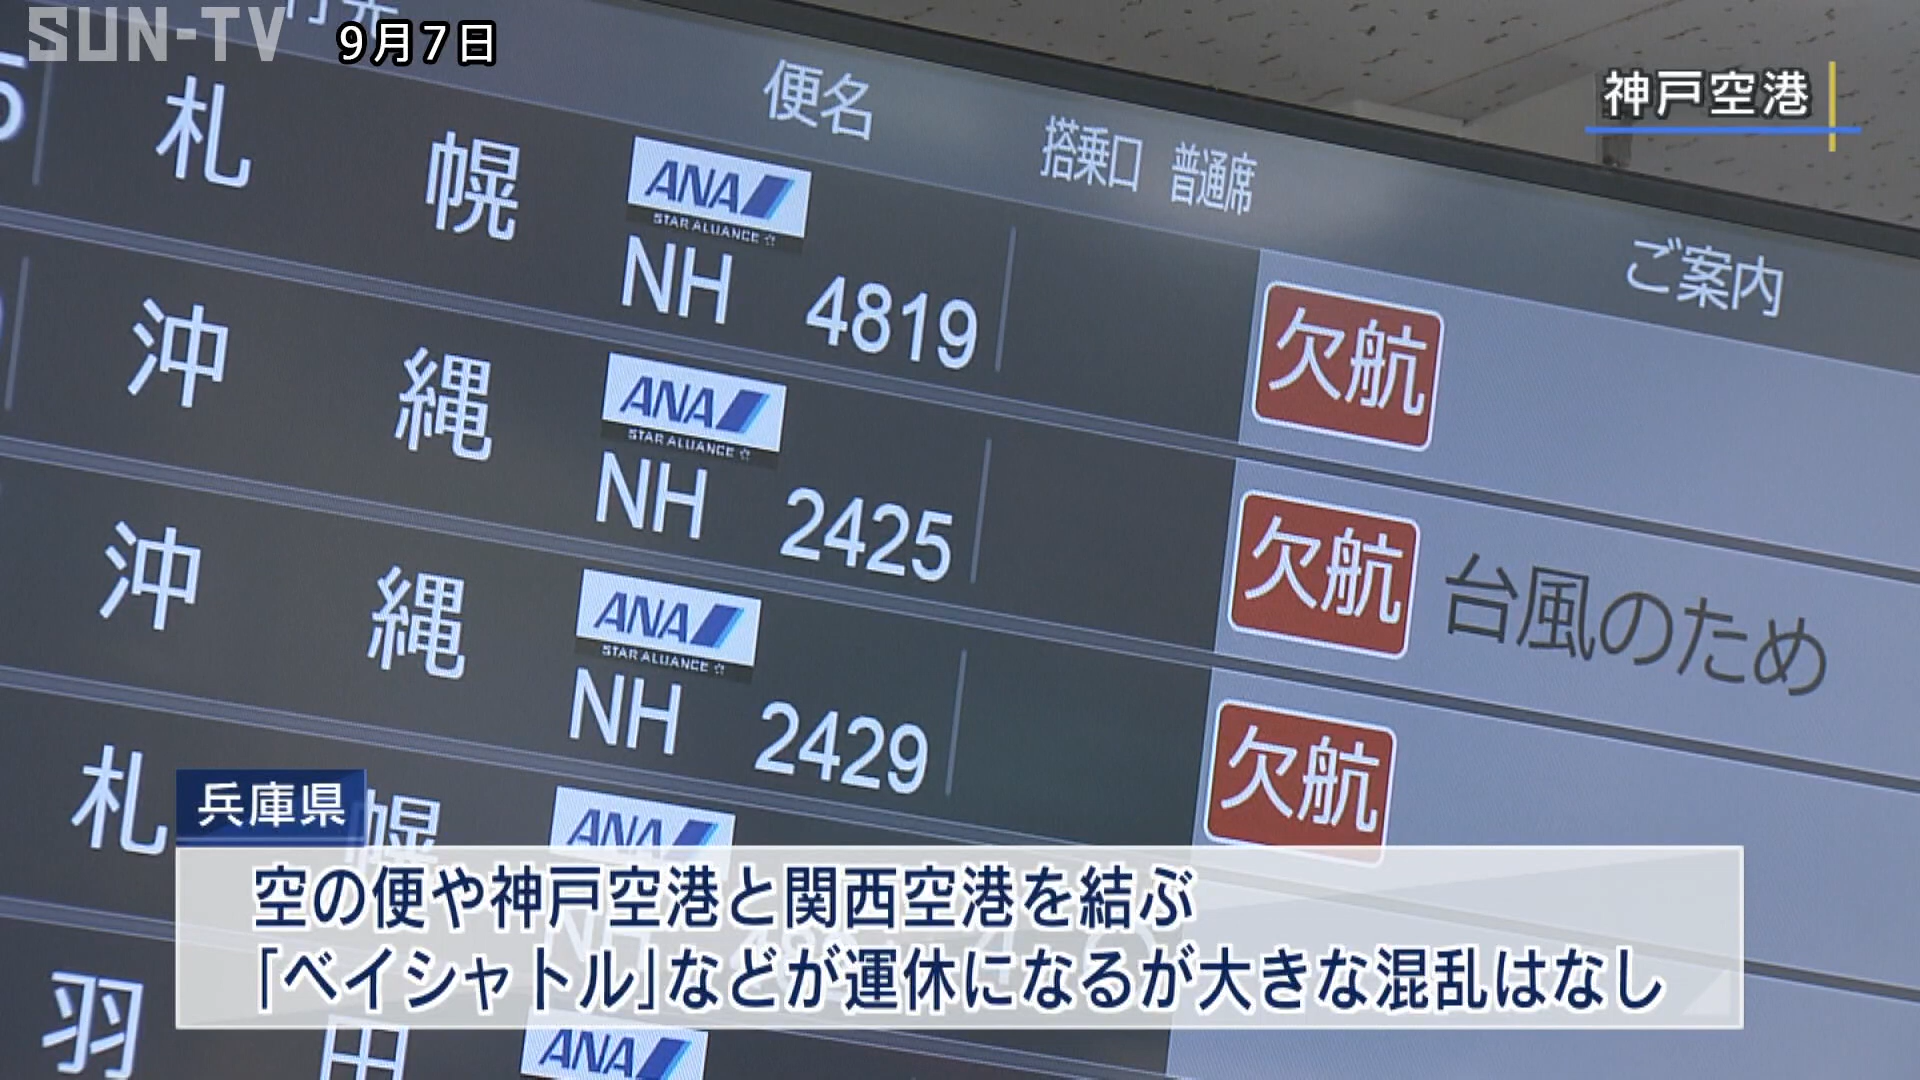 SUN-TV
9月7日
神戸空港
便名 搭乗口 普通席 ご案内
札幌 ANA STAR ALLIANCE
NH 4819 欠航
沖縄 ANA STAR ALLIANCE
NH 2425 欠航 台風のため
沖縄 ANA STAR ALLIANCE
NH 2429 欠航
札幌 ANA
兵庫県
空の便や神戸空港と関西空港を結ぶ
「ベイシャトル」などが運休になるが大きな混乱はなし
羽田 ANA